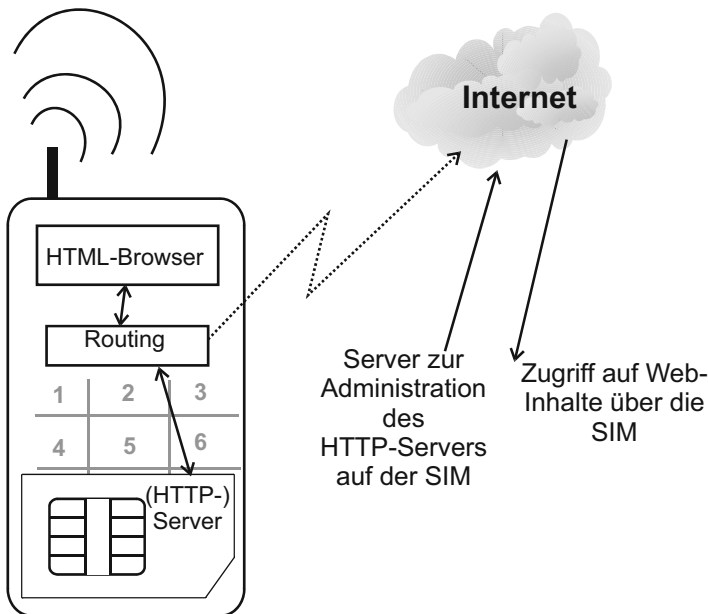 Internet
HTML-Browser
Routing
1 2 3
4 5 6
(HTTP-)
Server
Server zur
Administration
des
HTTP-Servers
auf der SIM
Zugriff auf Web-
Inhalte über die
SIM